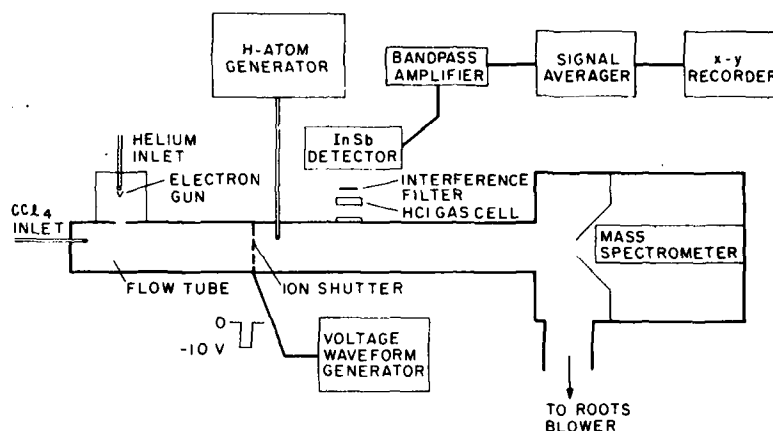 H-ATOM
GENERATOR
BANDPASS
AMPLIFIER
SIGNAL
AVERAGER
x-y
RECORDER
InSb
DETECTOR
HELIUM
INLET
ELECTRON
GUN
INTERFERENCE
FILTER
HCl GAS CELL
CCl4
INLET
MASS
SPECTROMETER
FLOW TUBE
ION SHUTTER
0
-10 V
VOLTAGE
WAVEFORM
GENERATOR
TO ROOTS
BLOWER